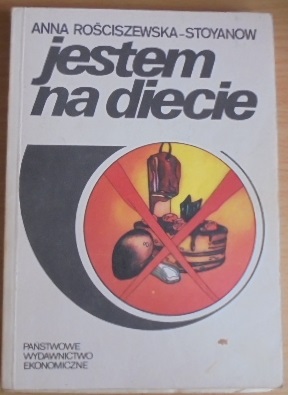 ANNA ROŚCISZEWSKA-STOYANOW
jestem
na diecie
PAŃSTWOWE
WYDAWNICTWO
EKONOMICZNE